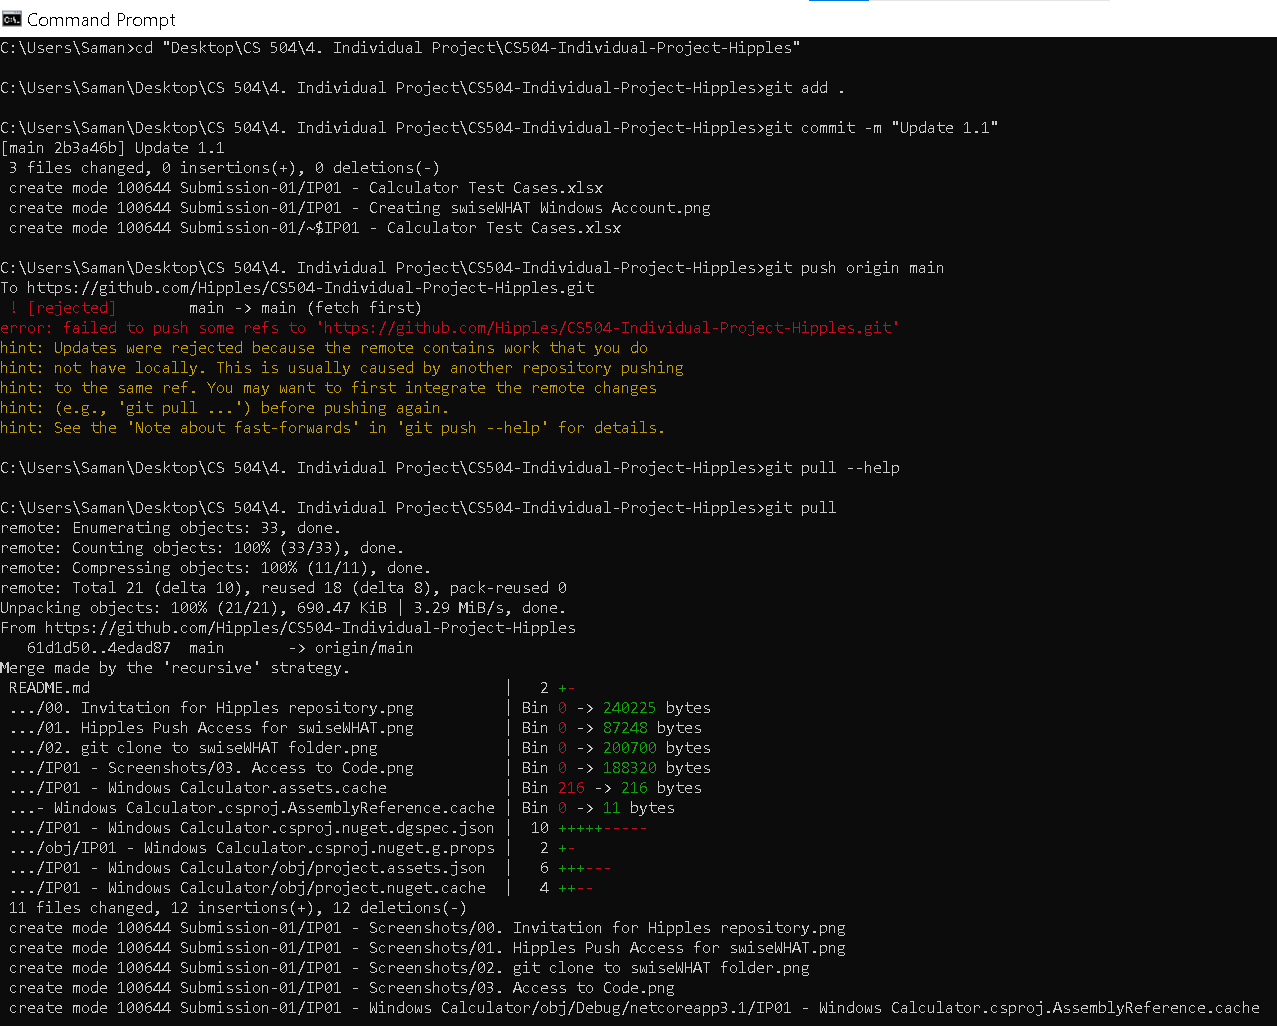 Command Prompt
C:\Users\Saman>cd "Desktop\CS 504\4. Individual Project\CS504-Individual-Project-Hipples"
C:\Users\Saman\Desktop\CS 504\4. Individual Project\CS504-Individual-Project-Hipples>git add .
C:\Users\Saman\Desktop\CS 504\4. Individual Project\CS504-Individual-Project-Hipples>git commit -m "Update 1.1"
[main 2b3a46b] Update 1.1
 3 files changed, 0 insertions(+), 0 deletions(-)
 create mode 100644 Submission-01/IP01 - Calculator Test Cases.xlsx
 create mode 100644 Submission-01/IP01 - Creating swiseWHAT Windows Account.png
 create mode 100644 Submission-01/~$IP01 - Calculator Test Cases.xlsx
C:\Users\Saman\Desktop\CS 504\4. Individual Project\CS504-Individual-Project-Hipples>git push origin main
To https://github.com/Hipples/CS504-Individual-Project-Hipples.git
 ! [rejected]        main -> main (fetch first)
error: failed to push some refs to 'https://github.com/Hipples/CS504-Individual-Project-Hipples.git'
hint: Updates were rejected because the remote contains work that you do
hint: not have locally. This is usually caused by another repository pushing
hint: to the same ref. You may want to first integrate the remote changes
hint: (e.g., 'git pull ...') before pushing again.
hint: See the 'Note about fast-forwards' in 'git push --help' for details.
C:\Users\Saman\Desktop\CS 504\4. Individual Project\CS504-Individual-Project-Hipples>git pull --help
C:\Users\Saman\Desktop\CS 504\4. Individual Project\CS504-Individual-Project-Hipples>git pull
remote: Enumerating objects: 33, done.
remote: Counting objects: 100% (33/33), done.
remote: Compressing objects: 100% (11/11), done.
remote: Total 21 (delta 10), reused 18 (delta 8), pack-reused 0
Unpacking objects: 100% (21/21), 690.47 KiB | 3.29 MiB/s, done.
From https://github.com/Hipples/CS504-Individual-Project-Hipples
   61d1d50..4edad87  main       -> origin/main
Merge made by the 'recursive' strategy.
 README.md                                              |   2 +-
 .../00. Invitation for Hipples repository.png          | Bin 0 -> 240225 bytes
 .../01. Hipples Push Access for swiseWHAT.png          | Bin 0 -> 87248 bytes
 .../02. git clone to swiseWHAT folder.png              | Bin 0 -> 200700 bytes
 .../IP01 - Screenshots/03. Access to Code.png          | Bin 0 -> 188320 bytes
 .../IP01 - Windows Calculator.assets.cache             | Bin 216 -> 216 bytes
 ...- Windows Calculator.csproj.AssemblyReference.cache | Bin 0 -> 11 bytes
 .../IP01 - Windows Calculator.csproj.nuget.dgspec.json |  10 +++++-----
 .../obj/IP01 - Windows Calculator.csproj.nuget.g.props |   2 +-
 .../IP01 - Windows Calculator/obj/project.assets.json  |   6 +++---
 .../IP01 - Windows Calculator/obj/project.nuget.cache  |   4 ++--
 11 files changed, 12 insertions(+), 12 deletions(-)
 create mode 100644 Submission-01/IP01 - Screenshots/00. Invitation for Hipples repository.png
 create mode 100644 Submission-01/IP01 - Screenshots/01. Hipples Push Access for swiseWHAT.png
 create mode 100644 Submission-01/IP01 - Screenshots/02. git clone to swiseWHAT folder.png
 create mode 100644 Submission-01/IP01 - Screenshots/03. Access to Code.png
 create mode 100644 Submission-01/IP01 - Windows Calculator/obj/Debug/netcoreapp3.1/IP01 - Windows Calculator.csproj.AssemblyReference.cache